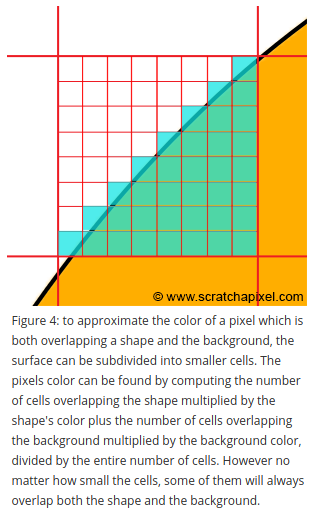 © www.scratchapixel.com
Figure 4: to approximate the color of a pixel which is
both overlapping a shape and the background, the
surface can be subdivided into smaller cells. The
pixels color can be found by computing the number
of cells overlapping the shape multiplied by the
shape's color plus the number of cells overlapping
the background multiplied by the background color,
divided by the entire number of cells. However no
matter how small the cells, some of them will always
overlap both the shape and the background.